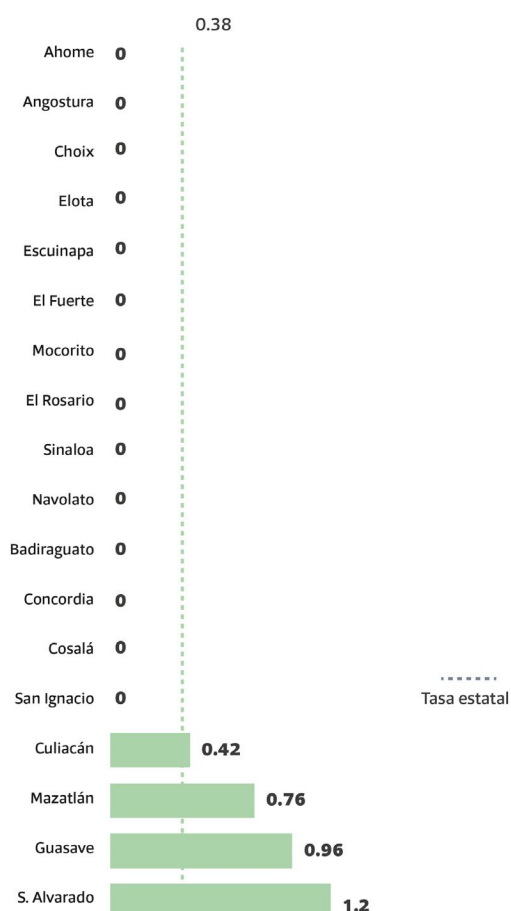 0.38
Ahome 0
Angostura 0
Choix 0
Elota 0
Escuinapa 0
El Fuerte 0
Mocorito 0
El Rosario 0
Sinaloa 0
Navolato 0
Badiraguato 0
Concordia 0
Cosalá 0
San Ignacio 0
Tasa estatal
Culiacán 0.42
Mazatlán 0.76
Guasave 0.96
S. Alvarado 1.2